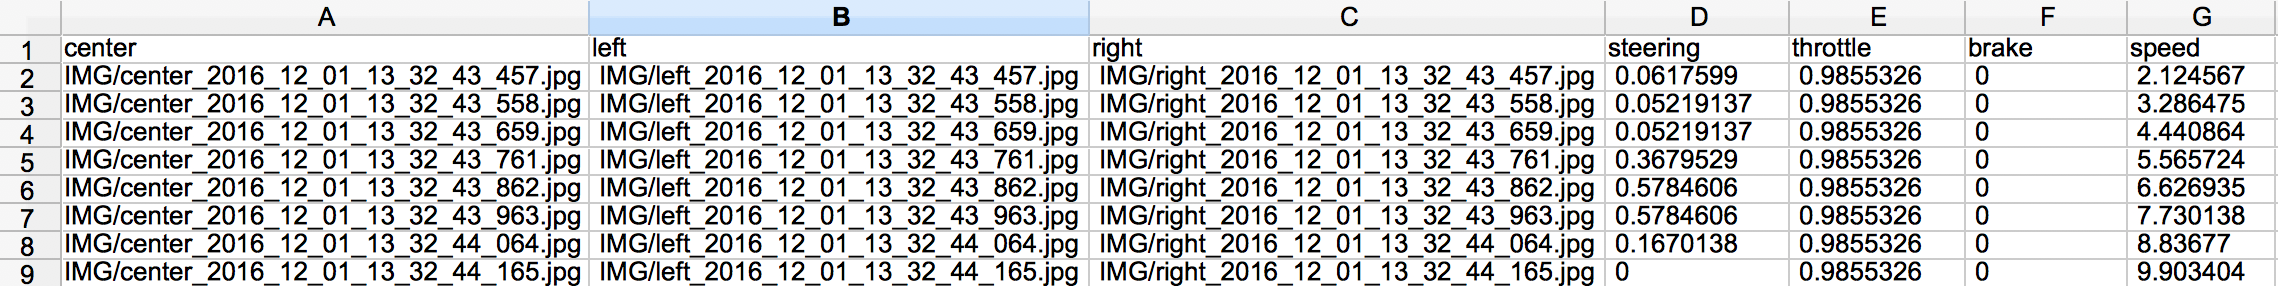 A B C D E F G
1 center left right steering throttle brake speed
2 IMG/center_2016_12_01_13_32_43_457.jpg IMG/left_2016_12_01_13_32_43_457.jpg IMG/right_2016_12_01_13_32_43_457.jpg 0.0617599 0.9855326 0 2.124567
3 IMG/center_2016_12_01_13_32_43_558.jpg IMG/left_2016_12_01_13_32_43_558.jpg IMG/right_2016_12_01_13_32_43_558.jpg 0.05219137 0.9855326 0 3.286475
4 IMG/center_2016_12_01_13_32_43_659.jpg IMG/left_2016_12_01_13_32_43_659.jpg IMG/right_2016_12_01_13_32_43_659.jpg 0.05219137 0.9855326 0 4.440864
5 IMG/center_2016_12_01_13_32_43_761.jpg IMG/left_2016_12_01_13_32_43_761.jpg IMG/right_2016_12_01_13_32_43_761.jpg 0.3679529 0.9855326 0 5.565724
6 IMG/center_2016_12_01_13_32_43_862.jpg IMG/left_2016_12_01_13_32_43_862.jpg IMG/right_2016_12_01_13_32_43_862.jpg 0.5784606 0.9855326 0 6.626935
7 IMG/center_2016_12_01_13_32_43_963.jpg IMG/left_2016_12_01_13_32_43_963.jpg IMG/right_2016_12_01_13_32_43_963.jpg 0.5784606 0.9855326 0 7.730138
8 IMG/center_2016_12_01_13_32_44_064.jpg IMG/left_2016_12_01_13_32_44_064.jpg IMG/right_2016_12_01_13_32_44_064.jpg 0.1670138 0.9855326 0 8.83677
9 IMG/center_2016_12_01_13_32_44_165.jpg IMG/left_2016_12_01_13_32_44_165.jpg IMG/right_2016_12_01_13_32_44_165.jpg 0 0.9855326 0 9.903404